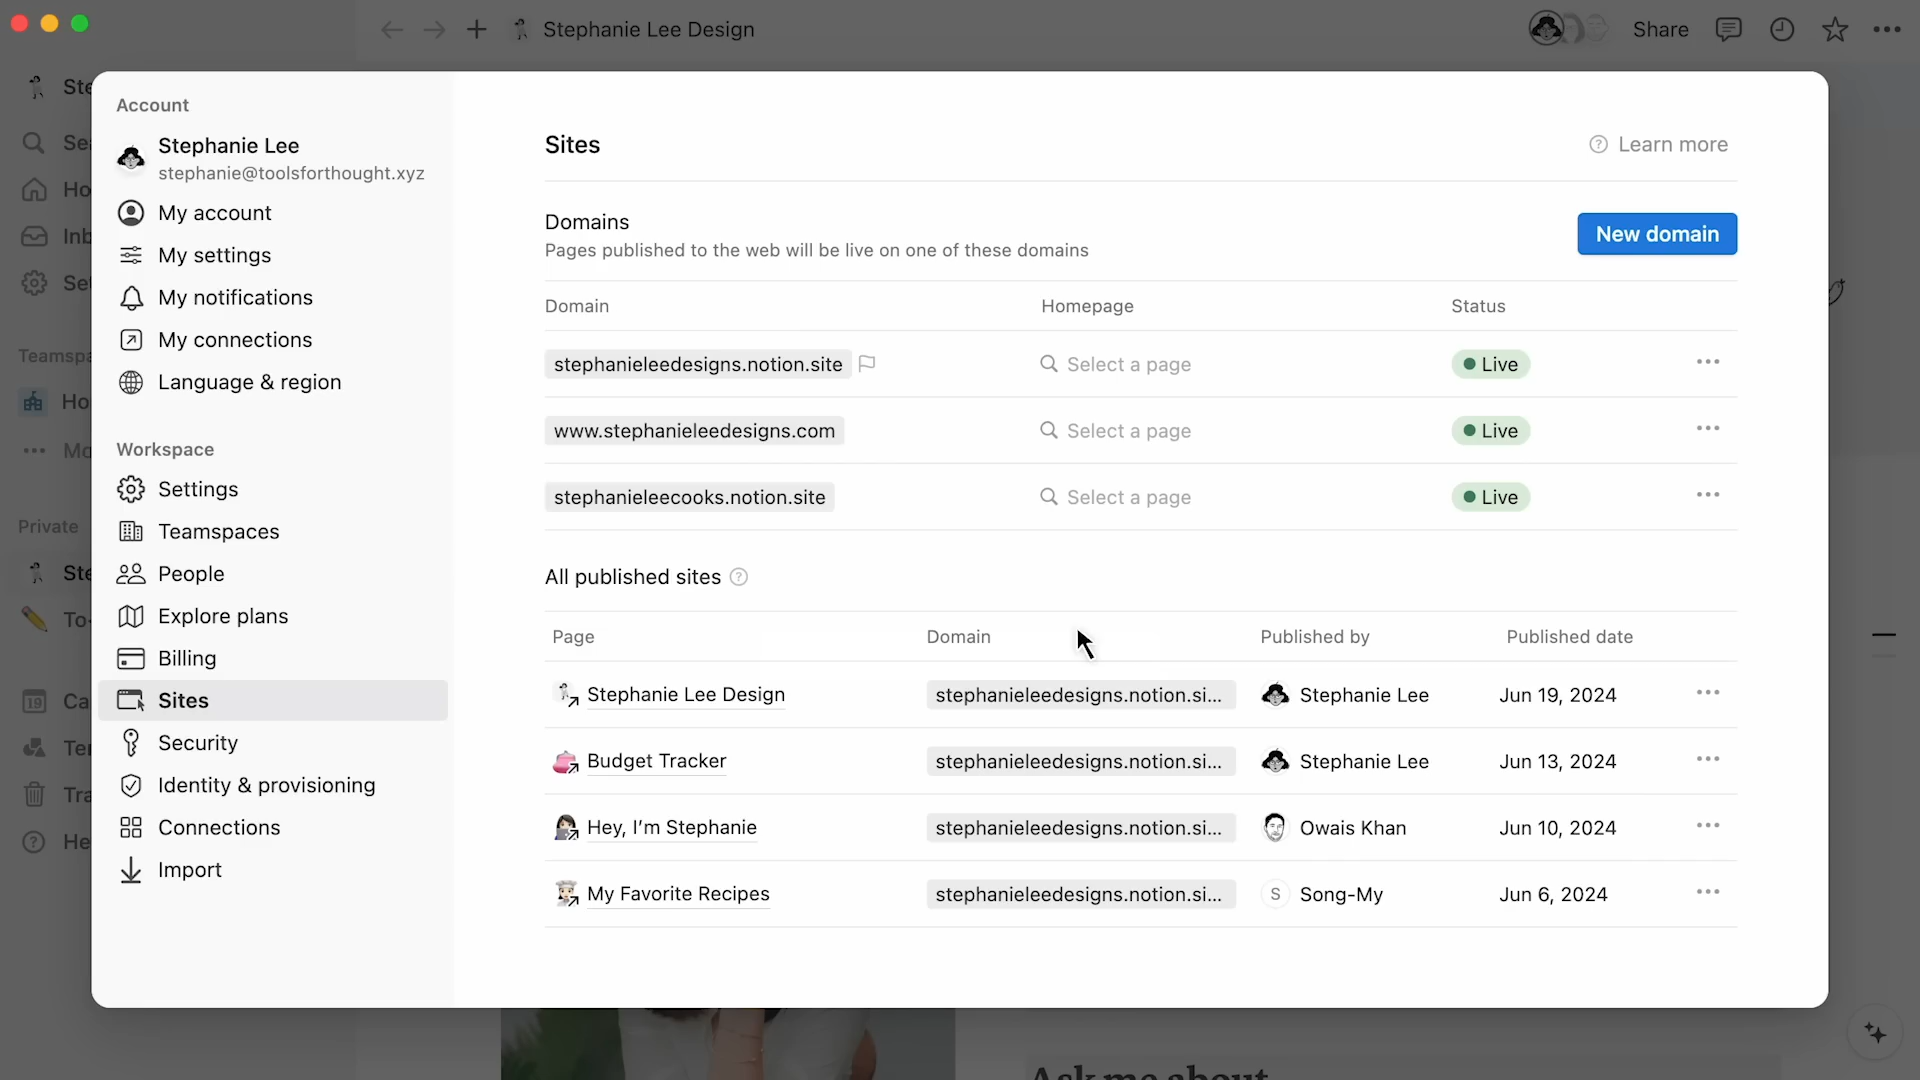 Stephanie Lee Design
Share
Account
Stephanie Lee
stephanie@toolsforthought.xyz
My account
My settings
My notifications
My connections
Language & region
Workspace
Settings
Teamspaces
People
Explore plans
Billing
Sites
Security
Identity & provisioning
Connections
Import
Private
19
Sites
Learn more
Domains
Pages published to the web will be live on one of these domains
New domain
Domain Homepage Status
stephanieleedesigns.notion.site Select a page Live
www.stephanieleedesigns.com Select a page Live
stephanieleecooks.notion.site Select a page Live
All published sites
Page Domain Published by Published date
Stephanie Lee Design stephanieleedesigns.notion.si... Stephanie Lee Jun 19, 2024
Budget Tracker stephanieleedesigns.notion.si... Stephanie Lee Jun 13, 2024
Hey, I’m Stephanie stephanieleedesigns.notion.si... Owais Khan Jun 10, 2024
My Favorite Recipes stephanieleedesigns.notion.si... S Song-My Jun 6, 2024
Ask me about